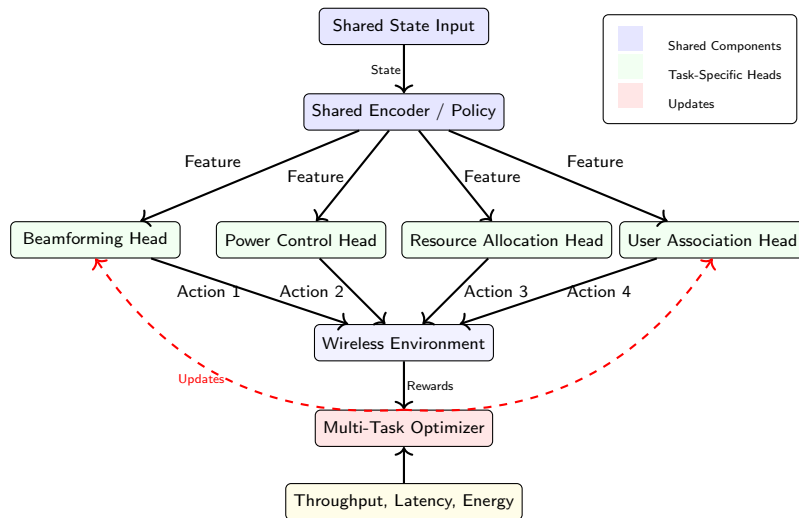 Shared State Input
Shared Components
Task-Specific Heads
Updates
State
Shared Encoder / Policy
Feature
Feature
Feature
Feature
Beamforming Head
Power Control Head
Resource Allocation Head
User Association Head
Action 1
Action 2
Action 3
Action 4
Wireless Environment
Updates
Rewards
Multi-Task Optimizer
Throughput, Latency, Energy